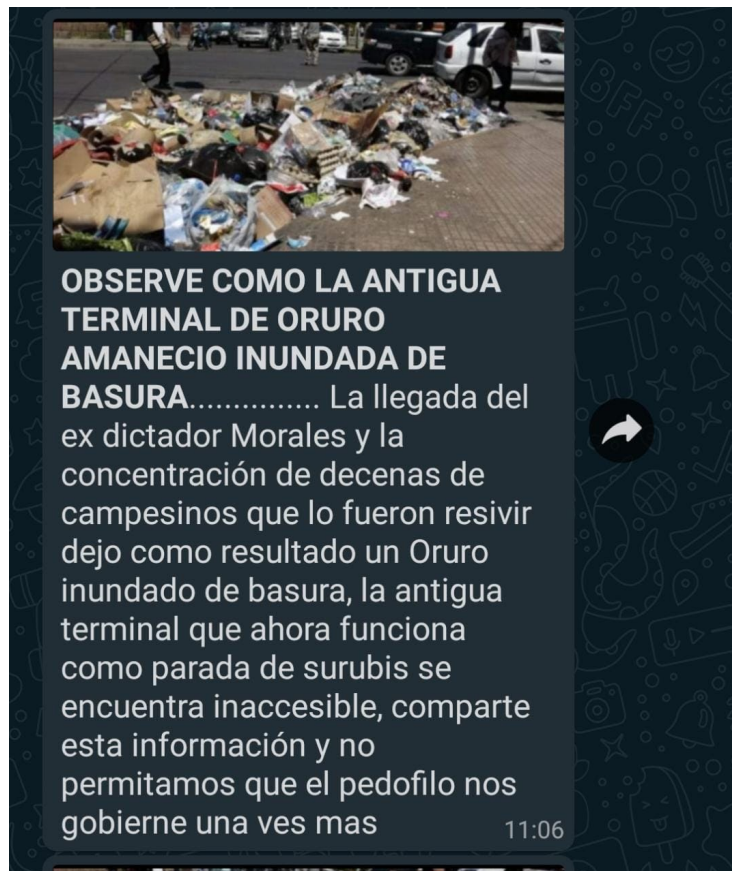 OBSERVE COMO LA ANTIGUA
TERMINAL DE ORURO
AMANECIO INUNDADA DE
BASURA............... La llegada del
ex dictador Morales y la
concentración de decenas de
campesinos que lo fueron resivir
dejo como resultado un Oruro
inundado de basura, la antigua
terminal que ahora funciona
como parada de surubis se
encuentra inaccesible, comparte
esta información y no
permitamos que el pedofilo nos
gobierne una ves mas
11:06